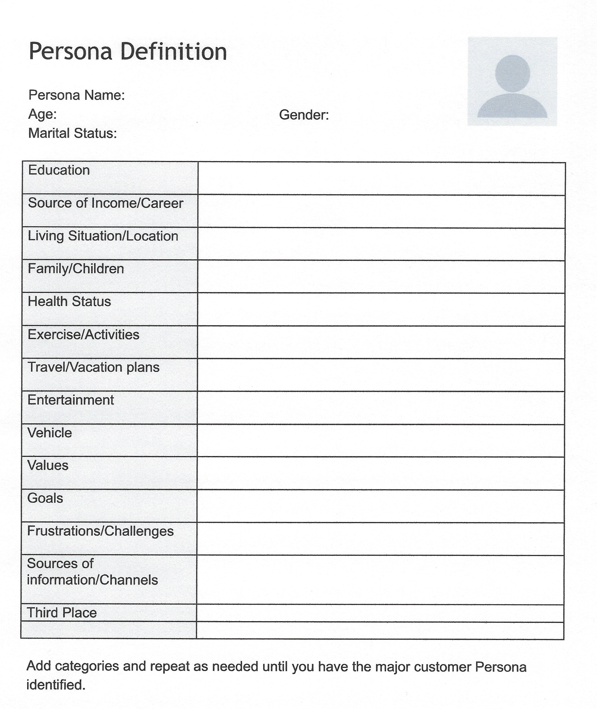 Persona Definition
Persona Name:
Age: Gender:
Marital Status:
Education
Source of Income/Career
Living Situation/Location
Family/Children
Health Status
Exercise/Activities
Travel/Vacation plans
Entertainment
Vehicle
Values
Goals
Frustrations/Challenges
Sources of
information/Channels
Third Place
Add categories and repeat as needed until you have the major customer Persona
identified.